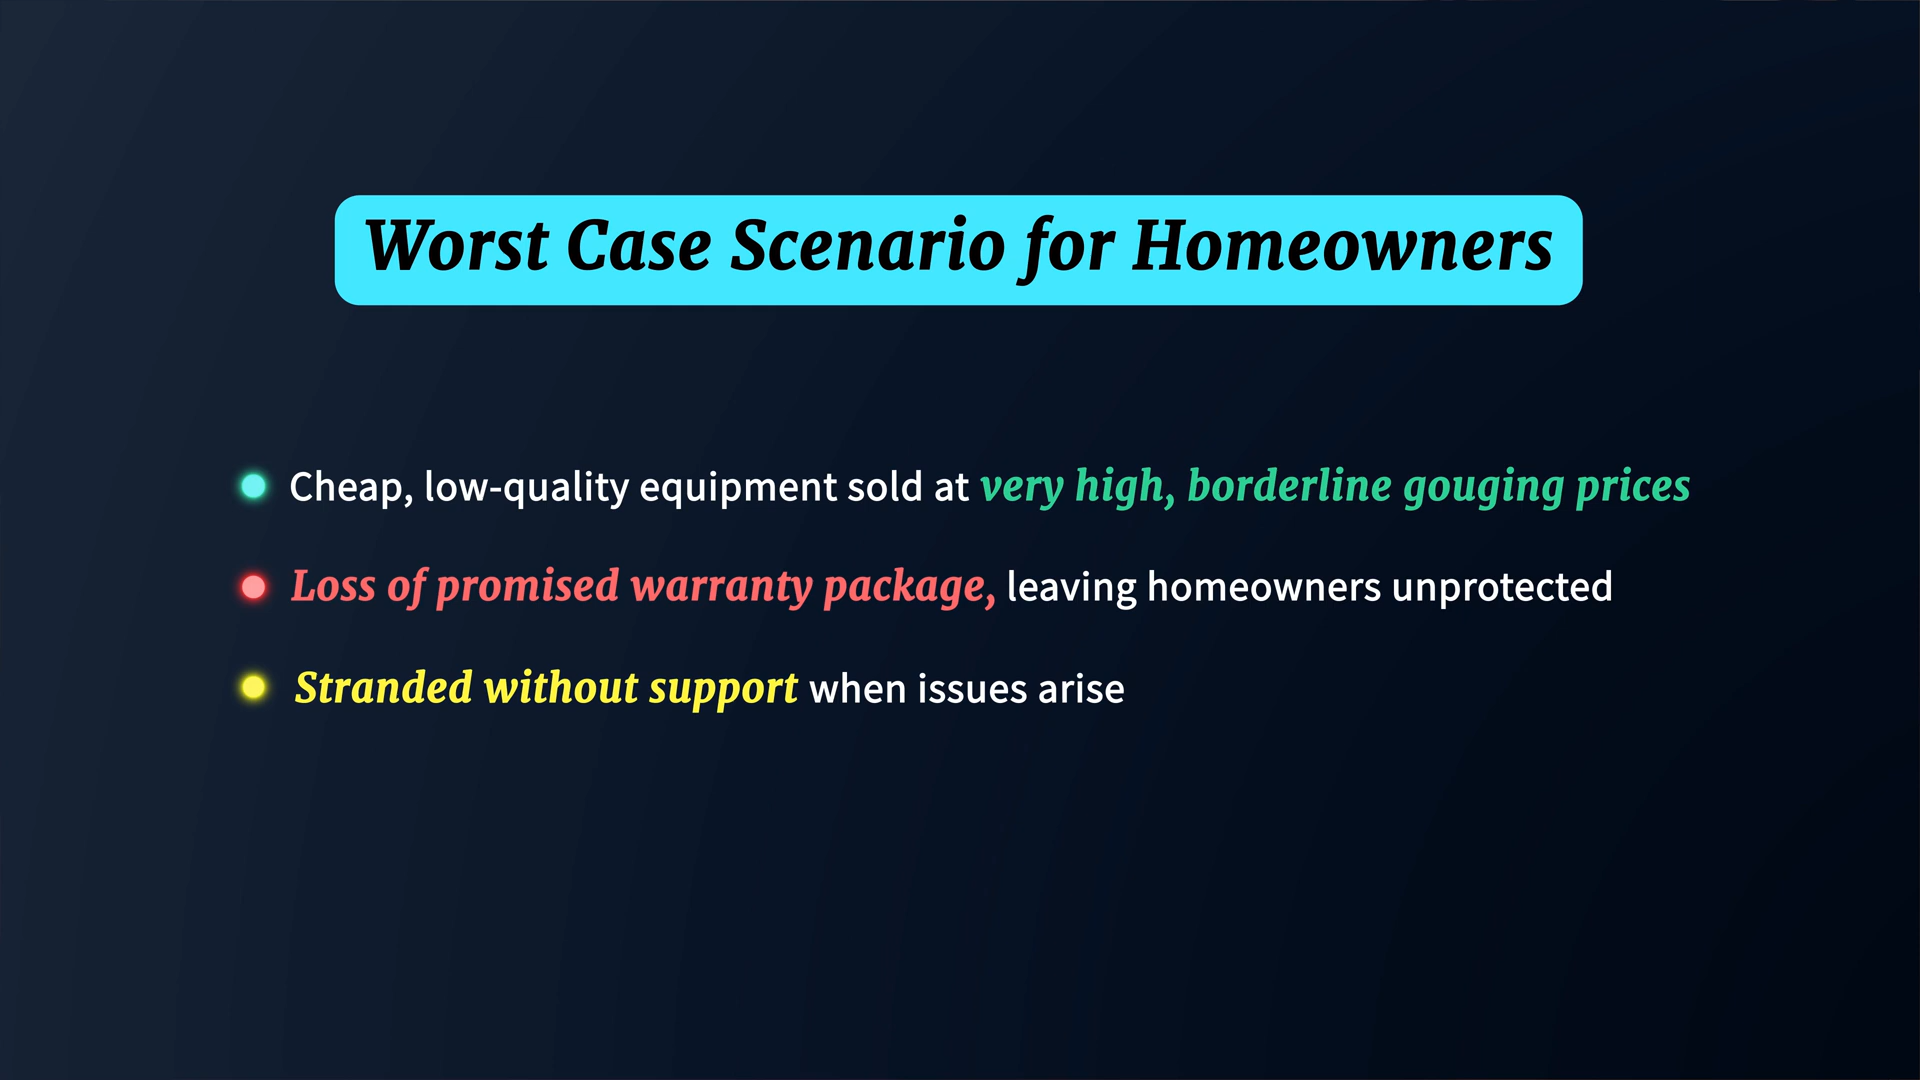 Worst Case Scenario for Homeowners
Cheap, low-quality equipment sold at very high, borderline gouging prices
Loss of promised warranty package, leaving homeowners unprotected
Stranded without support when issues arise